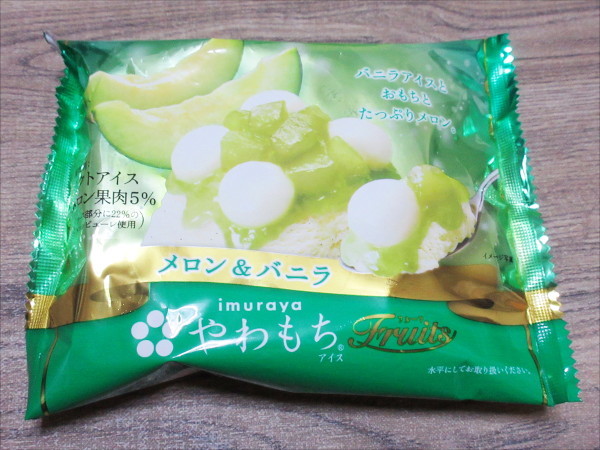 バニラアイスと
おもちと
たっぷりメロン。
トアイス
ロン果肉5%
部分に22%の
ピューレ使用)
メロン&バニラ
imuraya
やわもち
アイス
Fruits
水平にしてお取り扱いください。